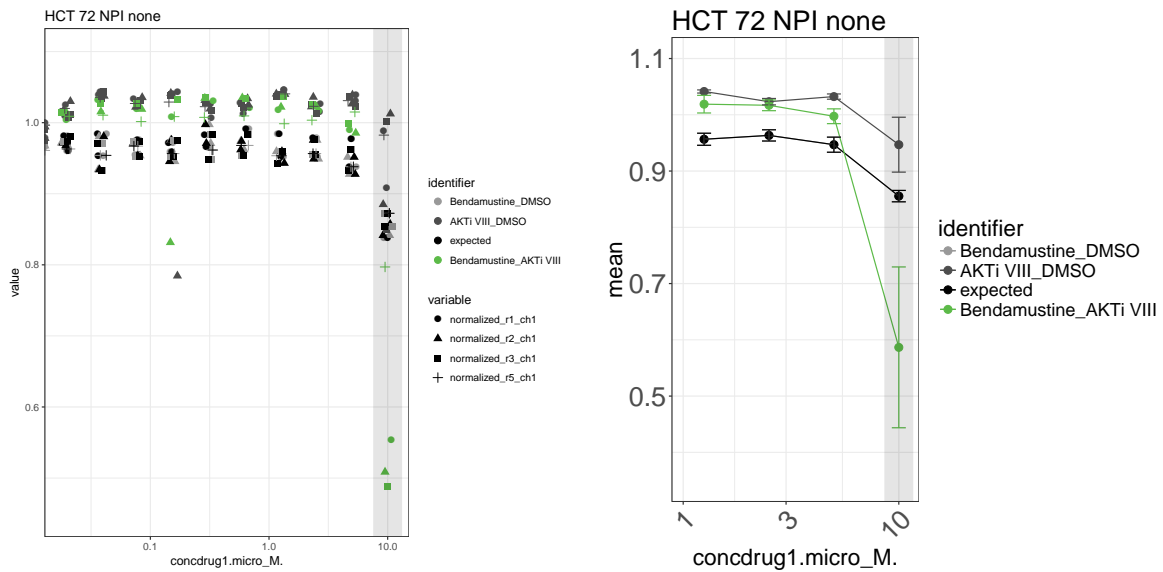 HCT 72 NPI none
1.0
0.8
0.6
value
0.1
1.0
10.0
concdrug1.micro_M.
identifier
Bendamustine_DMSO
AKTi VIII_DMSO
expected
Bendamustine_AKTi VIII
variable
normalized_r1_ch1
normalized_r2_ch1
normalized_r3_ch1
normalized_r5_ch1
HCT 72 NPI none
1.1
0.9
0.7
0.5
mean
1
3
10
concdrug1.micro_M.
identifier
Bendamustine_DMSO
AKTi VIII_DMSO
expected
Bendamustine_AKTi VIII